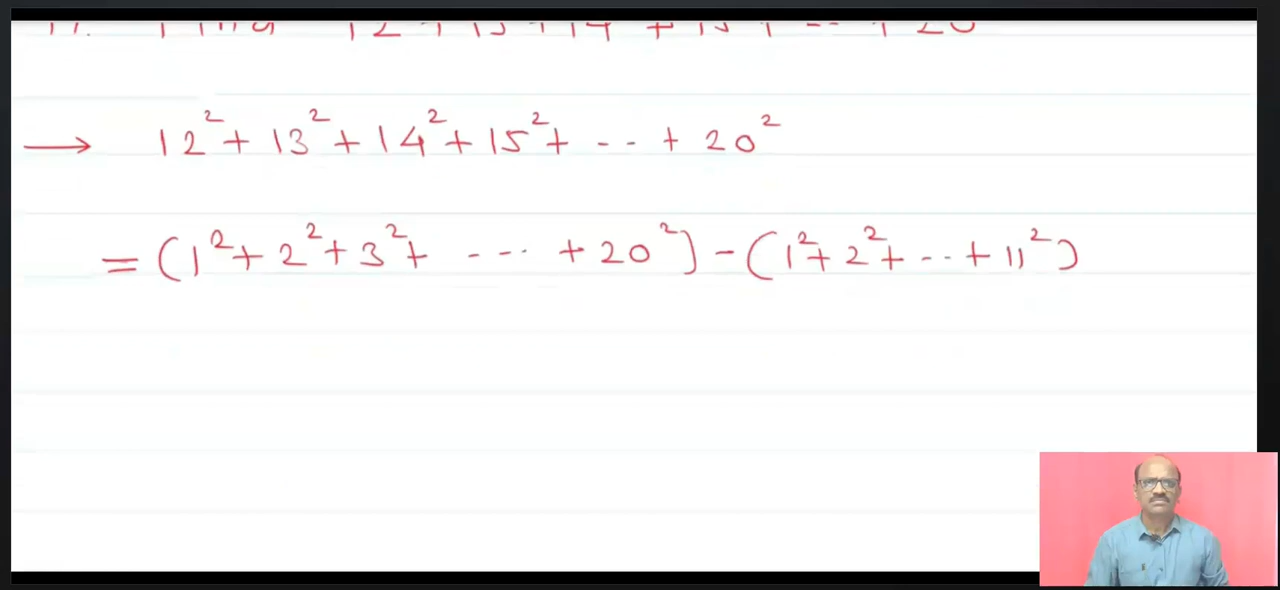 → 12² + 13² + 14² + 15² + -- + 20²
= (1² + 2² + 3² + --- + 20²) - (1² + 2² + -- + 11²)